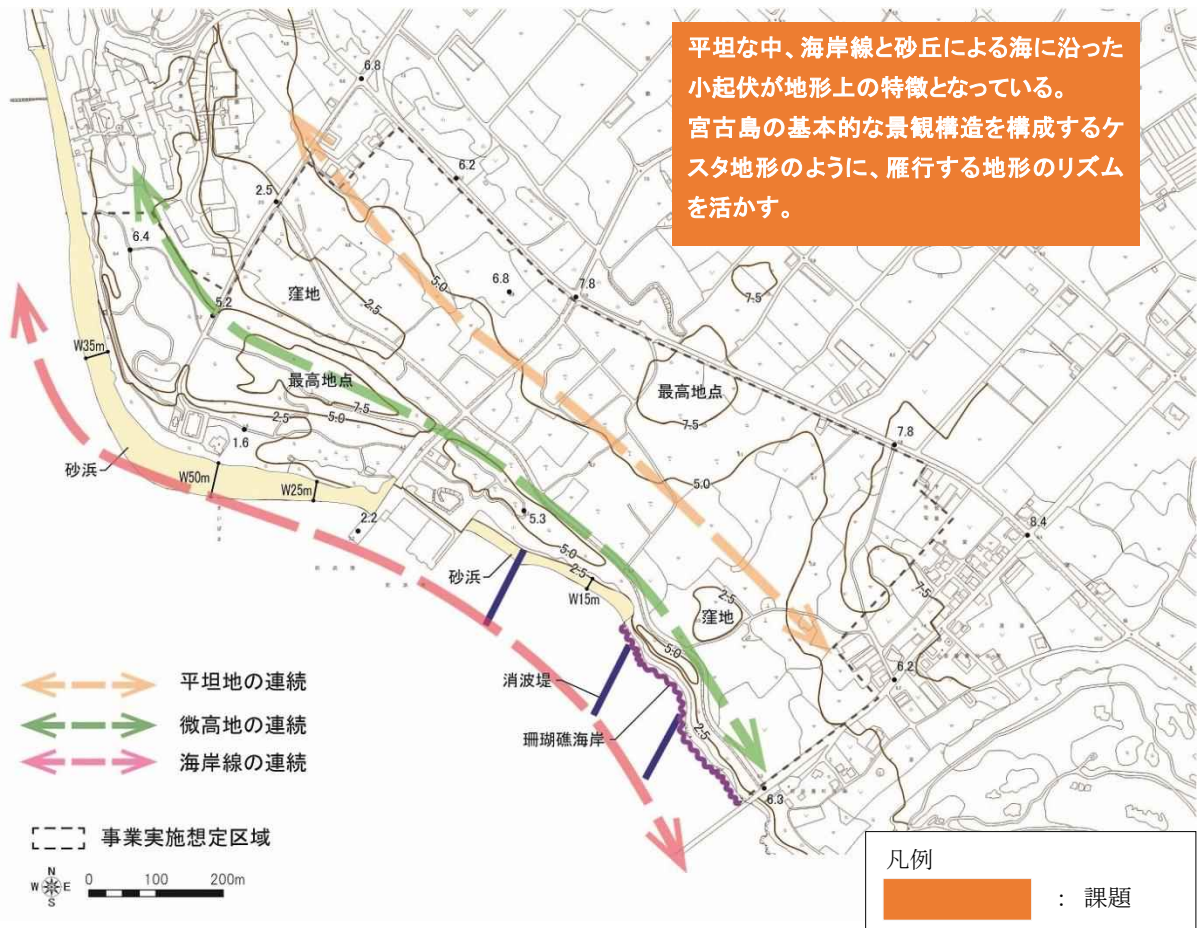 平坦な中、海岸線と砂丘による海に沿った
小起伏が地形上の特徴となっている。
宮古島の基本的な景観構造を構成するケ
スタ地形のように、雁行する地形のリズム
を活かす。
6.8
6.2
2.5
6.4
5.2
窪地
2.5
5.0
6.8
7.8
7.5
W35m
最高地点
7.5
5.0
2.5
1.6
最高地点
7.5
7.8
砂浜
W50m
W25m
2.2
5.3
5.0
5.0
8.4
7.5
砂浜
2.5
W15m
2.5
窪地
5.0
6.2
消波堤
珊瑚礁海岸
2.5
6.3
平坦地の連続
微高地の連続
海岸線の連続
事業実施想定区域
N
W E
S
0 100 200m
凡例
： 課題